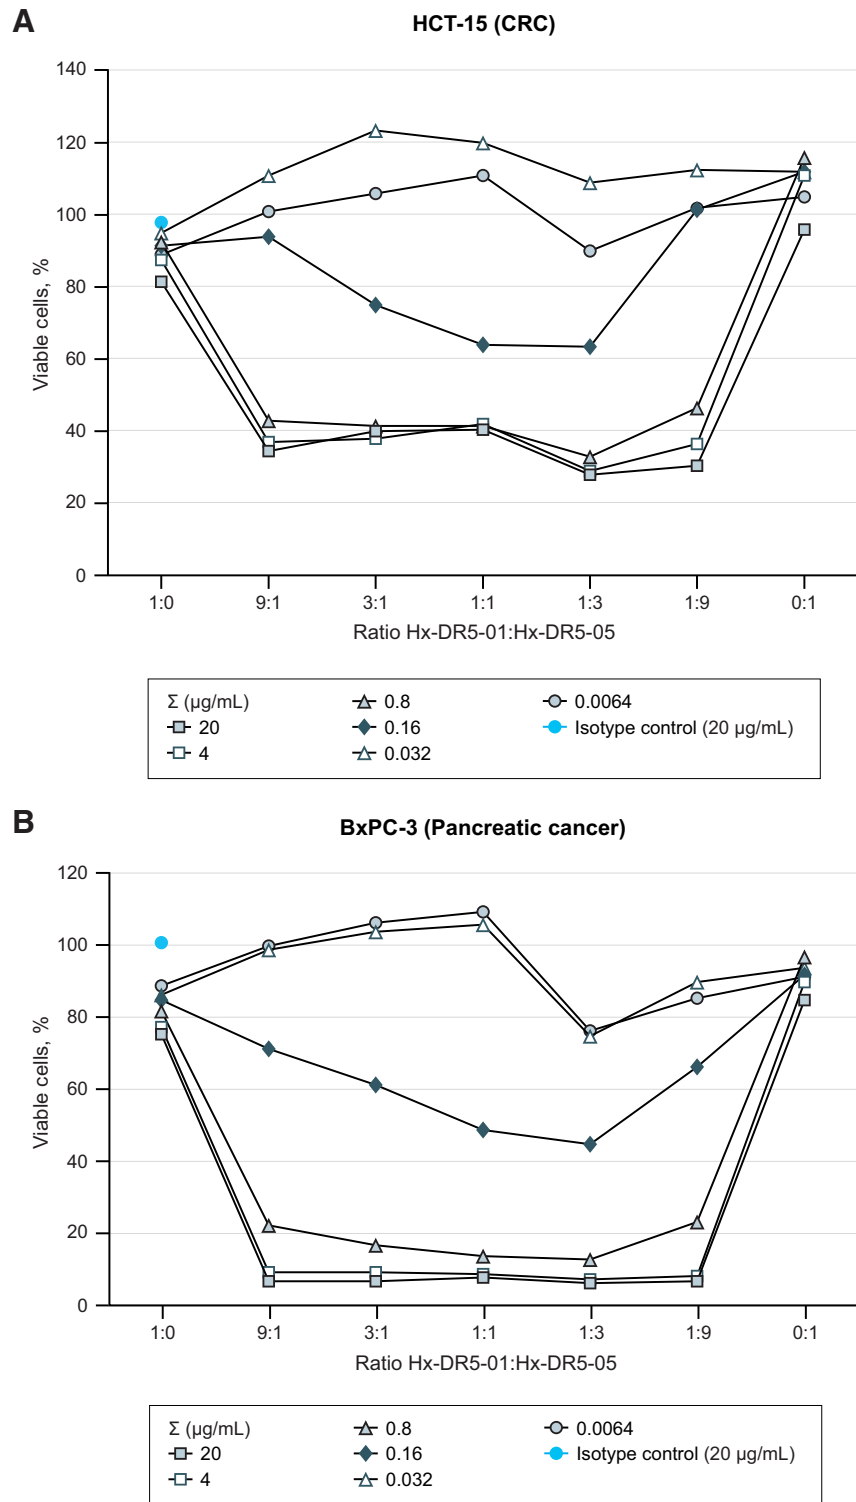 A
HCT-15 (CRC)
140
120
100
80
60
40
20
0
Viable cells, %
1:0 9:1 3:1 1:1 1:3 1:9 0:1
Ratio Hx-DR5-01:Hx-DR5-05
Σ (µg/mL) 0.8 0.0064
20 0.16 Isotype control (20 µg/mL)
4 0.032
B
BxPC-3 (Pancreatic cancer)
120
100
80
60
40
20
0
Viable cells, %
1:0 9:1 3:1 1:1 1:3 1:9 0:1
Ratio Hx-DR5-01:Hx-DR5-05
Σ (µg/mL) 0.8 0.0064
20 0.16 Isotype control (20 µg/mL)
4 0.032